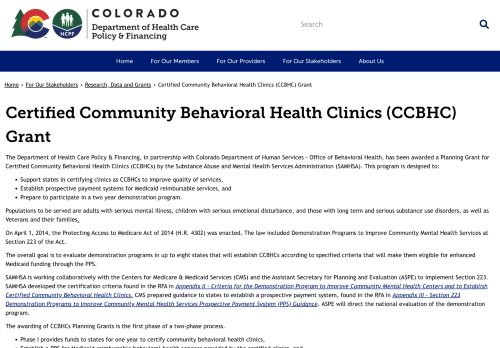 COLORADO
Department of Health Care
Policy & Financing
HCPF
Search
Home
For Our Members
For Our Providers
For Our Stakeholders
About Us
Home › For Our Stakeholders › Research, Data and Grants › Certified Community Behavioral Health Clinics (CCBHC) Grant
Certified Community Behavioral Health Clinics (CCBHC)
Grant
The Department of Health Care Policy & Financing, in partnership with Colorado Department of Human Services - Office of Behavioral Health, has been awarded a Planning Grant for
Certified Community Behavioral Health Clinics (CCBHCs) by the Substance Abuse and Mental Health Services Administration (SAMHSA). This program is designed to:
• Support states in certifying clinics as CCBHCs to improve quality of services,
• Establish prospective payment systems for Medicaid reimbursable services, and
• Prepare to participate in a two year demonstration program.
Populations to be served are adults with serious mental illness, children with serious emotional disturbance, and those with long term and serious substance use disorders, as well as
Veterans and their families.
On April 1, 2014, the Protecting Access to Medicare Act of 2014 (H.R. 4302) was enacted. The law included Demonstration Programs to Improve Community Mental Health Services at
Section 223 of the Act.
The overall goal is to evaluate demonstration programs in up to eight states that will establish CCBHCs according to specified criteria that will make them eligible for enhanced
Medicaid funding through the PPS.
SAMHSA is working collaboratively with the Centers for Medicare & Medicaid Services (CMS) and the Assistant Secretary for Planning and Evaluation (ASPE) to implement Section 223.
SAMHSA developed the certification criteria found in the RFA in Appendix II - Criteria for the Demonstration Program to Improve Community Mental Health Centers and to Establish
Certified Community Behavioral Health Clinics. CMS prepared guidance to states to establish a prospective payment system, found in the RFA in Appendix III - Section 223
Demonstration Programs to Improve Community Mental Health Services Prospective Payment System (PPS) Guidance. ASPE will direct the national evaluation of the demonstration
program.
The awarding of CCBHCs Planning Grants is the first phase of a two-phase process.
• Phase I provides funds to states for one year to certify community behavioral health clinics,
• Establish a PPS for Medicaid reimbursable behavioral health services provided by the certified clinics, and